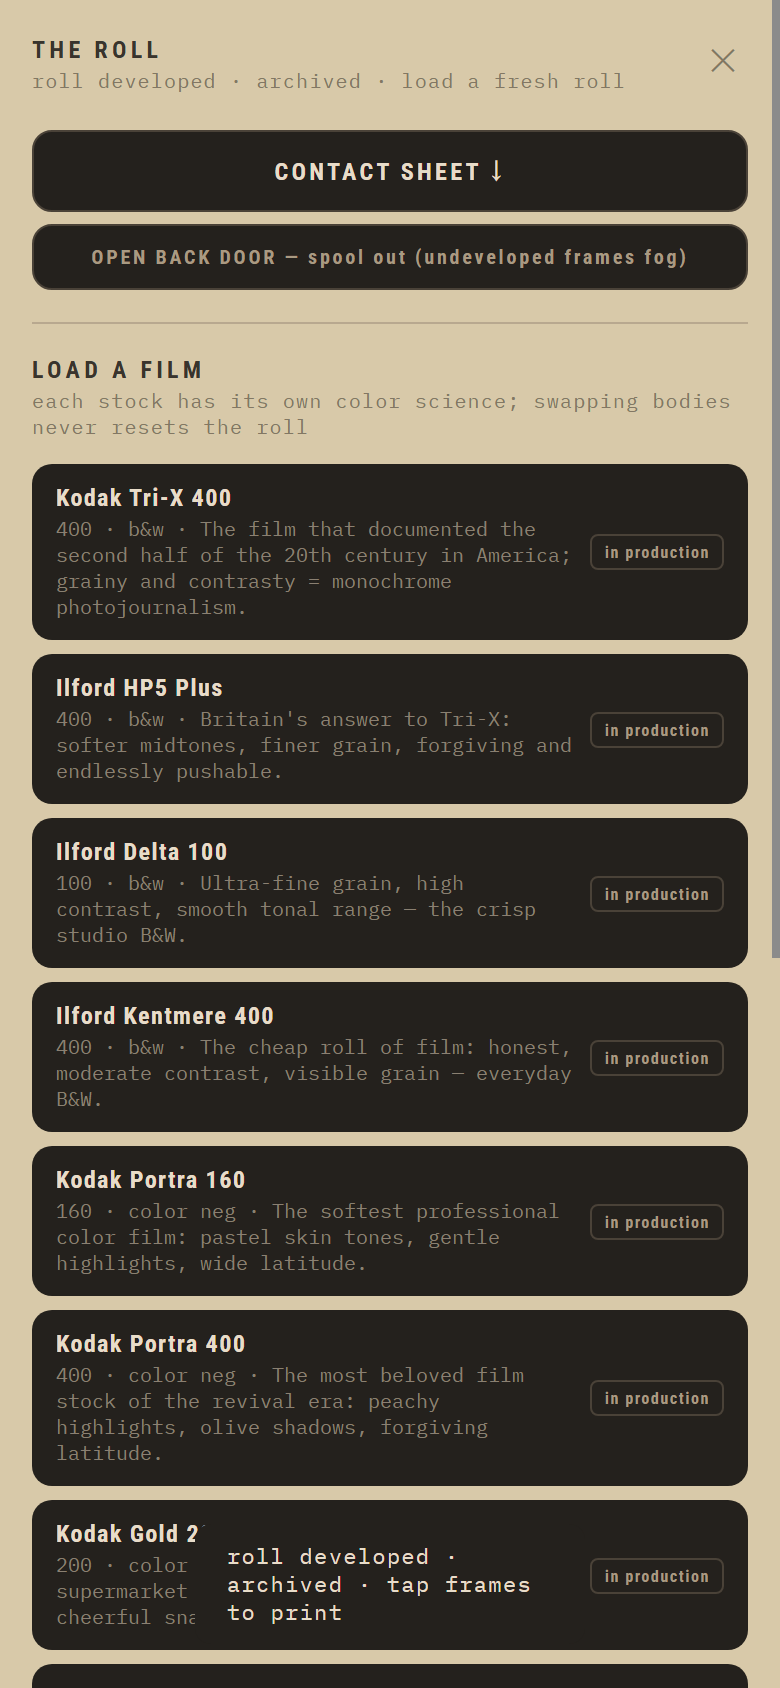 THE ROLL
roll developed · archived · load a fresh roll
CONTACT SHEET ↓
OPEN BACK DOOR — spool out (undeveloped frames fog)
LOAD A FILM
each stock has its own color science; swapping bodies
never resets the roll
Kodak Tri-X 400
400 · b&w · The film that documented the
second half of the 20th century in America;
grainy and contrasty = monochrome
photojournalism.
in production
Ilford HP5 Plus
400 · b&w · Britain's answer to Tri-X:
softer midtones, finer grain, forgiving and
endlessly pushable.
in production
Ilford Delta 100
100 · b&w · Ultra-fine grain, high
contrast, smooth tonal range — the crisp
studio B&W.
in production
Ilford Kentmere 400
400 · b&w · The cheap roll of film: honest,
moderate contrast, visible grain — everyday
B&W.
in production
Kodak Portra 160
160 · color neg · The softest professional
color film: pastel skin tones, gentle
highlights, wide latitude.
in production
Kodak Portra 400
400 · color neg · The most beloved film
stock of the revival era: peachy
highlights, olive shadows, forgiving
latitude.
in production
Kodak Gold
200 · color
supermarket
cheerful
in production
roll developed ·
archived · tap frames
to print